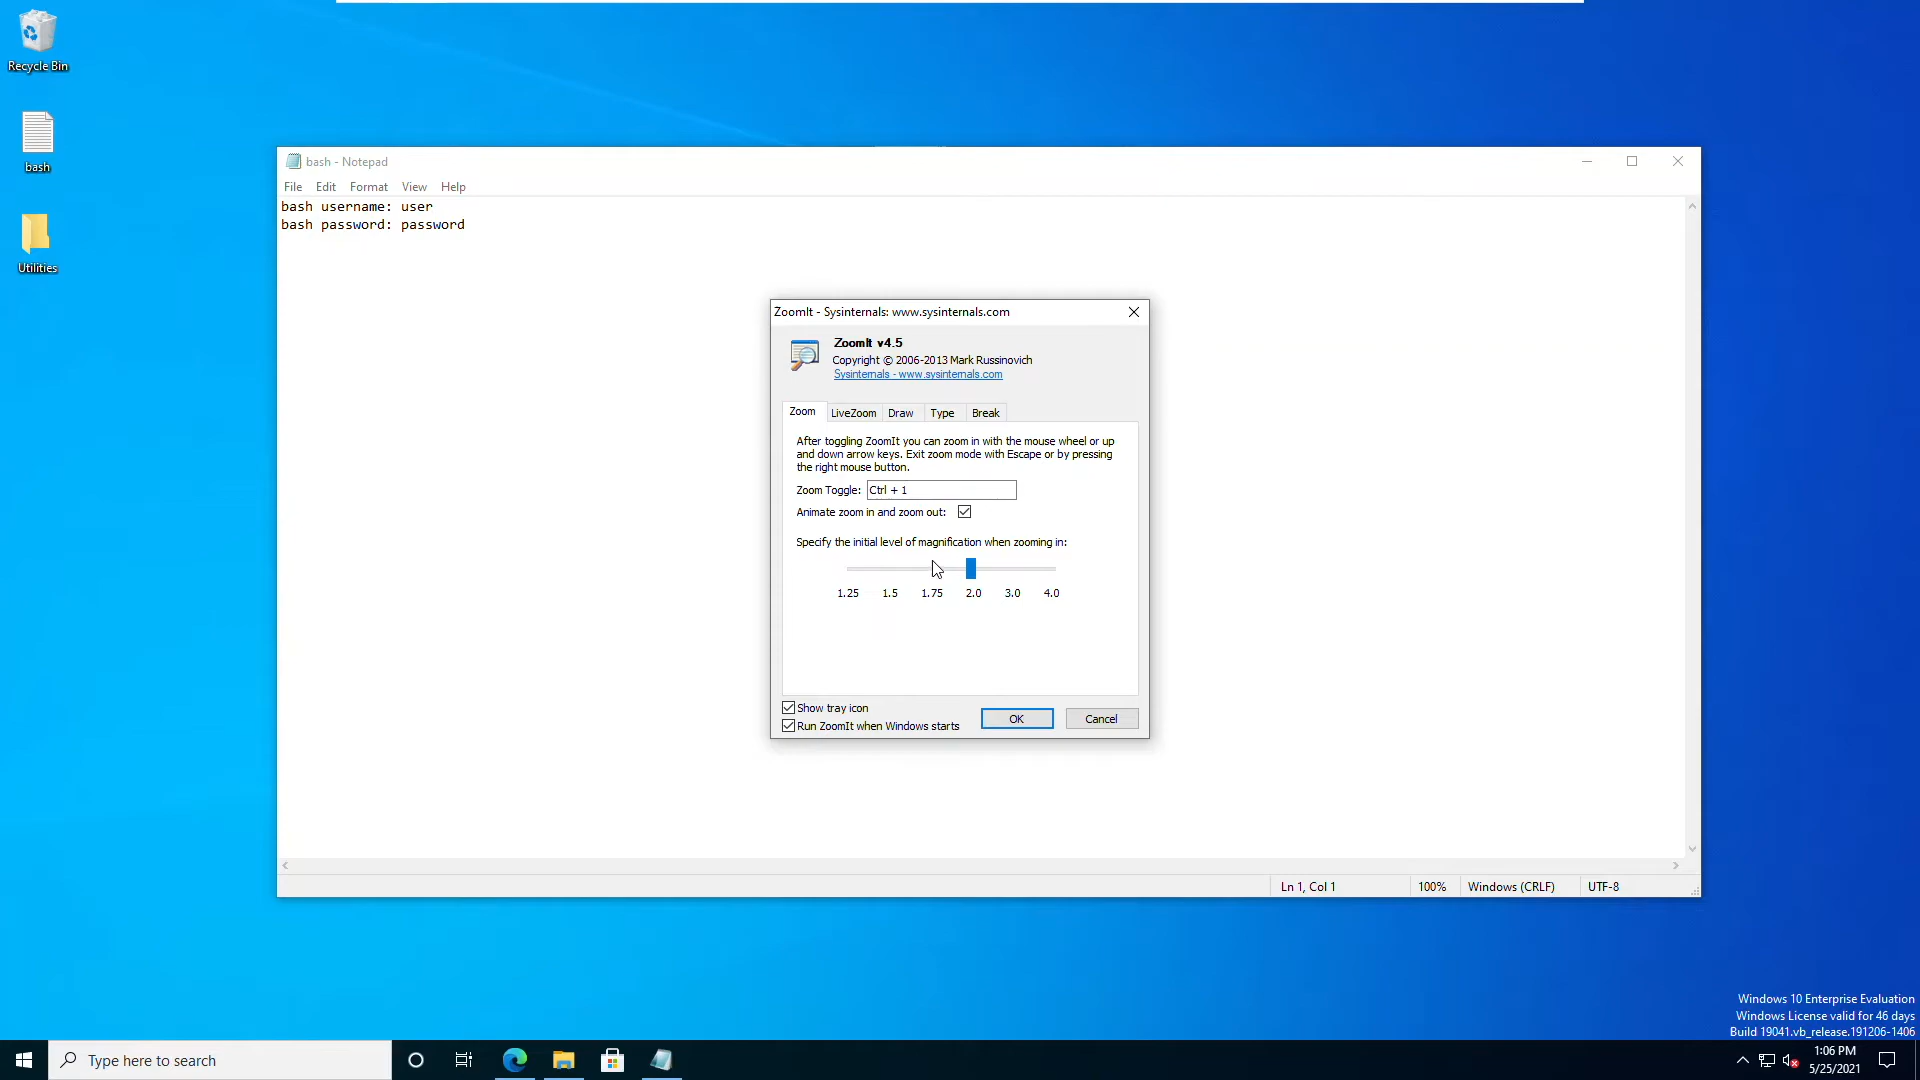 Recycle Bin
bash
Utilities
bash - Notepad
File Edit Format View Help
bash username: user
bash password: password
ZoomIt - Sysinternals: www.sysinternals.com
ZoomIt v4.5
Copyright © 2006-2013 Mark Russinovich
Sysinternals - www.sysinternals.com
Zoom LiveZoom Draw Type Break
After toggling ZoomIt you can zoom in with the mouse wheel or up
and down arrow keys. Exit zoom mode with Escape or by pressing
the right mouse button.
Zoom Toggle: Ctrl + 1
Animate zoom in and zoom out:
Specify the initial level of magnification when zooming in:
1.25 1.5 1.75 2.0 3.0 4.0
Show tray icon
Run ZoomIt when Windows starts
OK Cancel
Ln 1, Col 1 100% Windows (CRLF) UTF-8
Windows 10 Enterprise Evaluation
Windows License valid for 46 days
Build 19041.vb_release.191206-1406
Type here to search
1:06 PM
5/25/2021